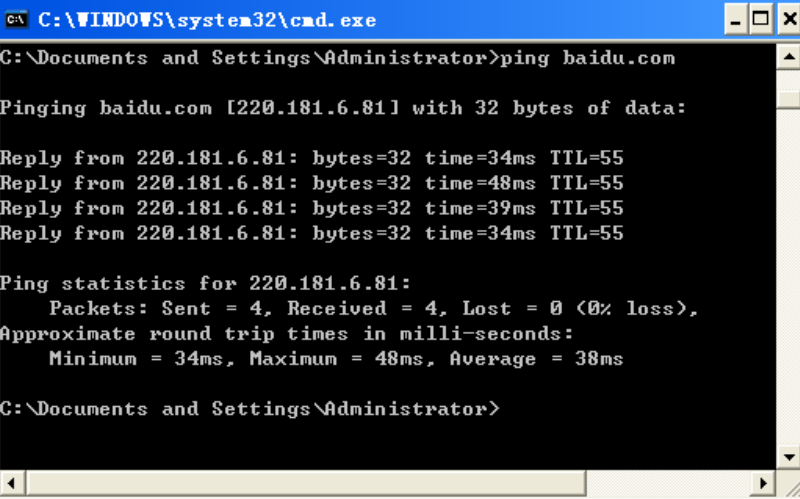 C:\WINDOWS\system32\cmd.exe
C:\Documents and Settings\Administrator>ping baidu.com
Pinging baidu.com [220.181.6.81] with 32 bytes of data:
Reply from 220.181.6.81: bytes=32 time=34ms TTL=55
Reply from 220.181.6.81: bytes=32 time=48ms TTL=55
Reply from 220.181.6.81: bytes=32 time=39ms TTL=55
Reply from 220.181.6.81: bytes=32 time=34ms TTL=55
Ping statistics for 220.181.6.81:
Packets: Sent = 4, Received = 4, Lost = 0 (0% loss),
Approximate round trip times in milli-seconds:
Minimum = 34ms, Maximum = 48ms, Average = 38ms
C:\Documents and Settings\Administrator>